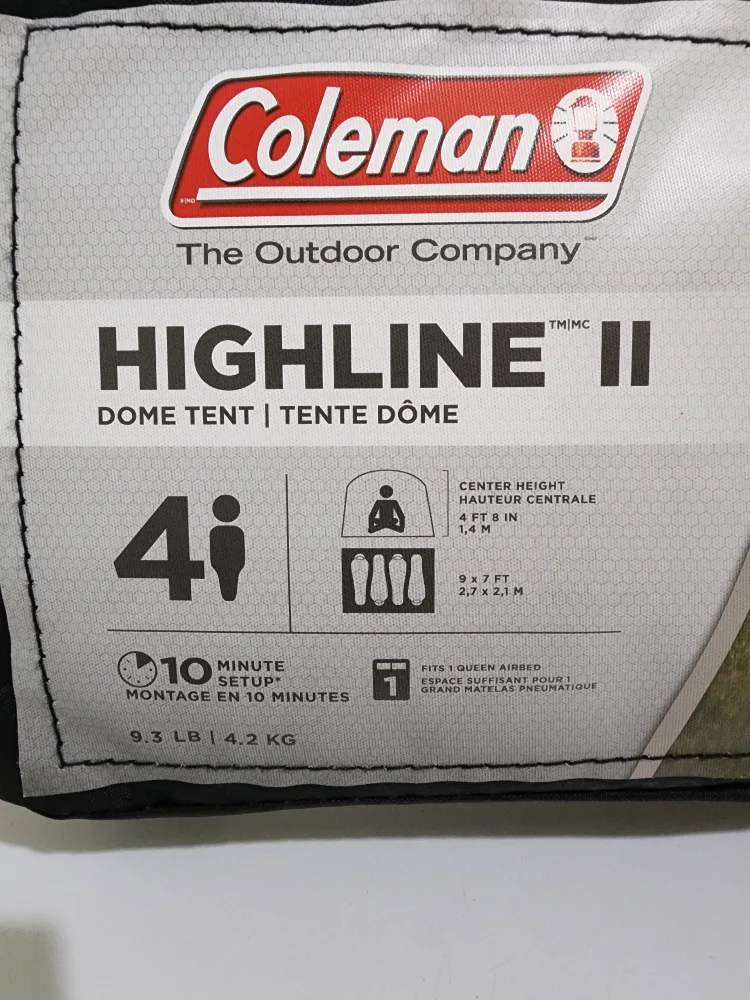 Coleman
The Outdoor Company
HIGHLINE TM|MC II
DOME TENT | TENTE DÔME
4
CENTER HEIGHT
HAUTEUR CENTRALE
4 FT 8 IN
1,4 M
9 x 7 FT
2,7 x 2,1 M
10 MINUTE
SETUP*
MONTAGE EN 10 MINUTES
1
FITS 1 QUEEN AIRBED
ESPACE SUFFISANT POUR 1
GRAND MATELAS PNEUMATIQUE
9.3 LB | 4.2 KG